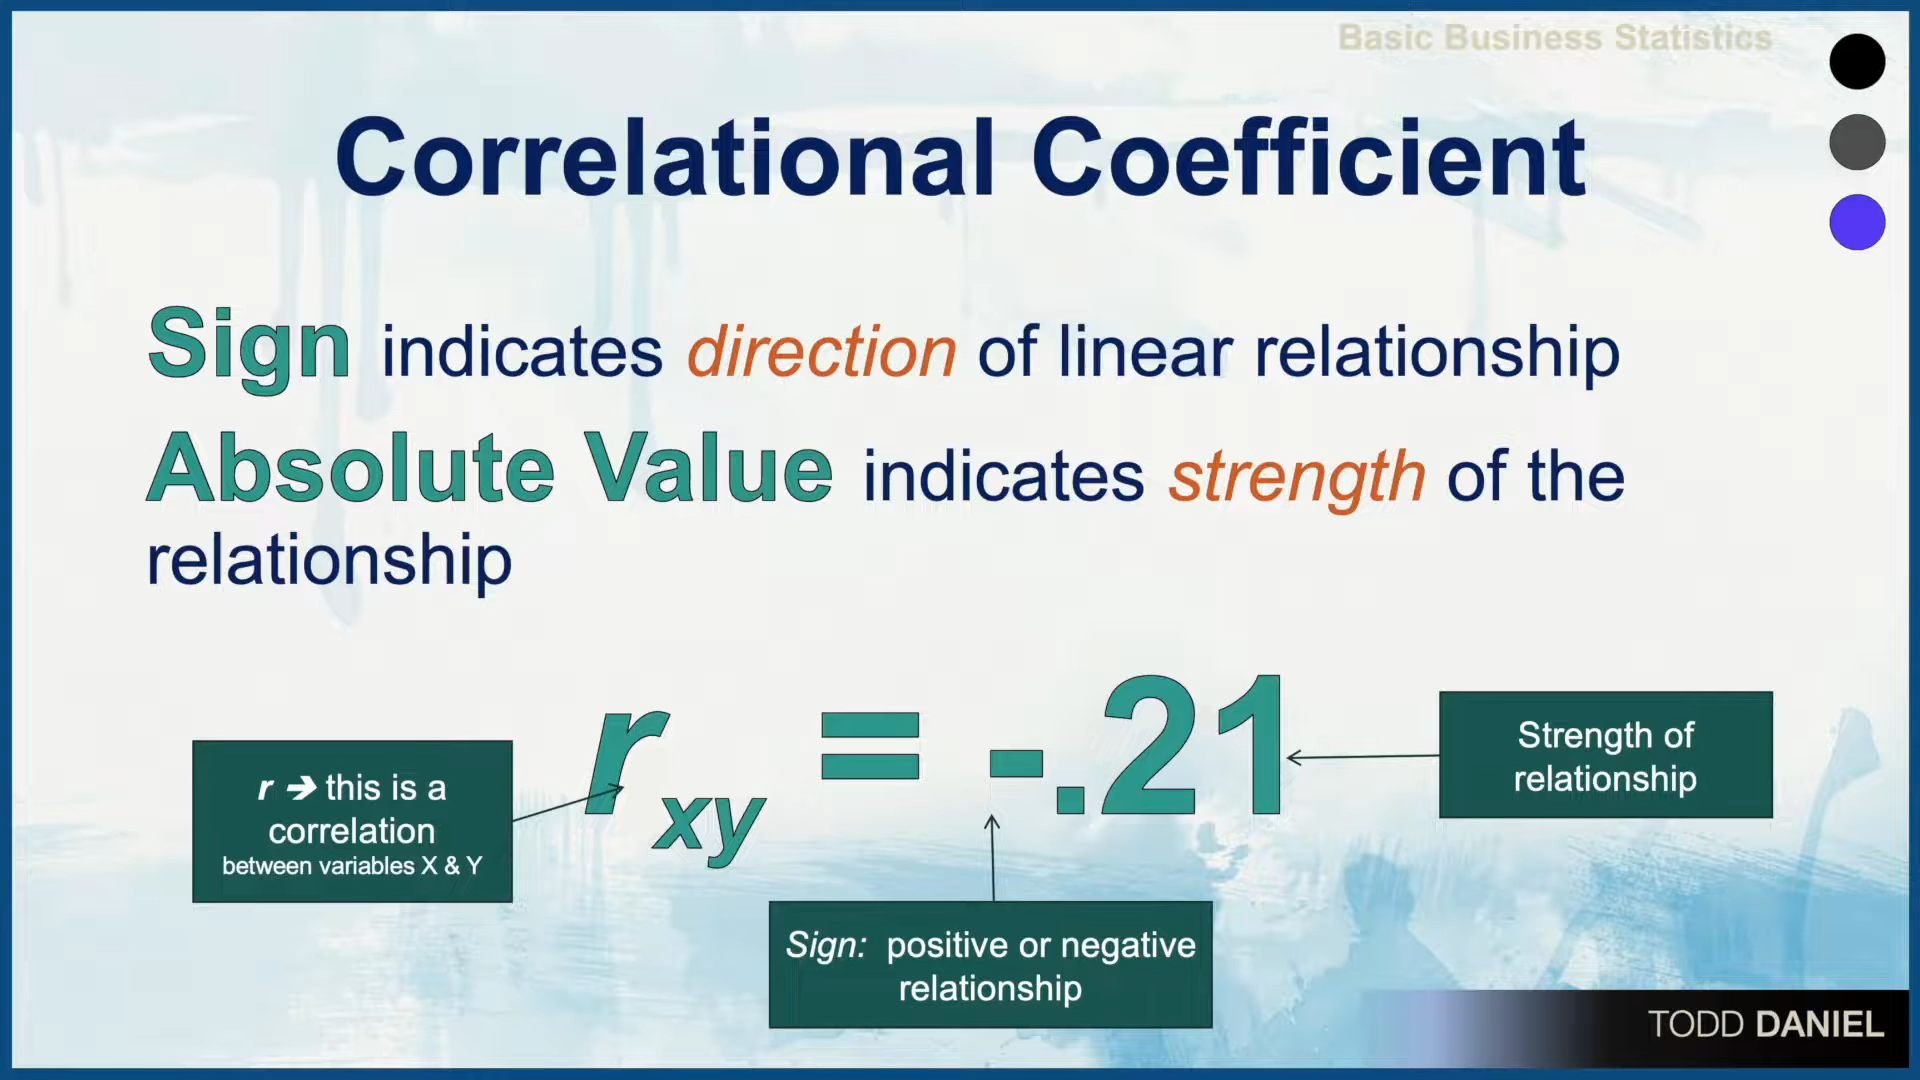 Basic Business Statistics
Correlational Coefficient
Sign indicates direction of linear relationship
Absolute Value indicates strength of the
relationship
r xy = -.21
r ➔ this is a
correlation
between variables X & Y
Sign: positive or negative
relationship
Strength of
relationship
TODD DANIEL